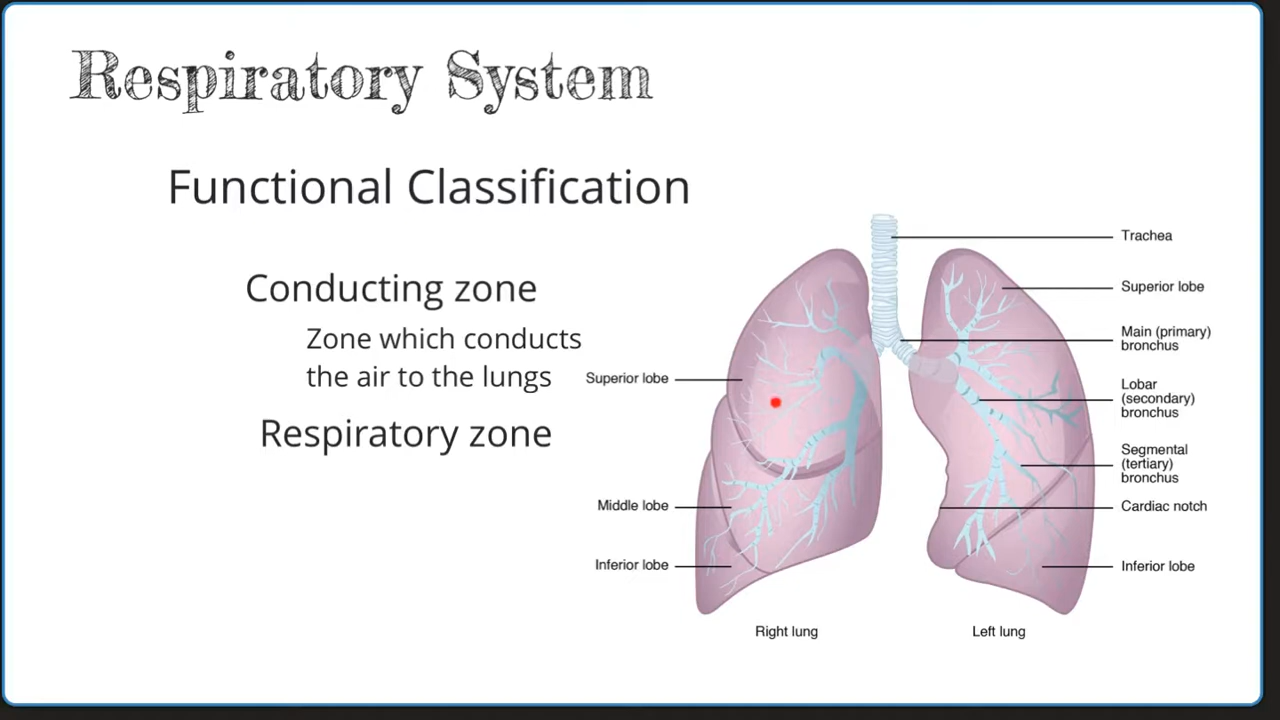 Respiratory System
Functional Classification
Conducting zone
Zone which conducts
the air to the lungs
Respiratory zone
Superior lobe
Middle lobe
Inferior lobe
Trachea
Superior lobe
Main (primary)
bronchus
Lobar
(secondary)
bronchus
Segmental
(tertiary)
bronchus
Cardiac notch
Inferior lobe
Right lung
Left lung